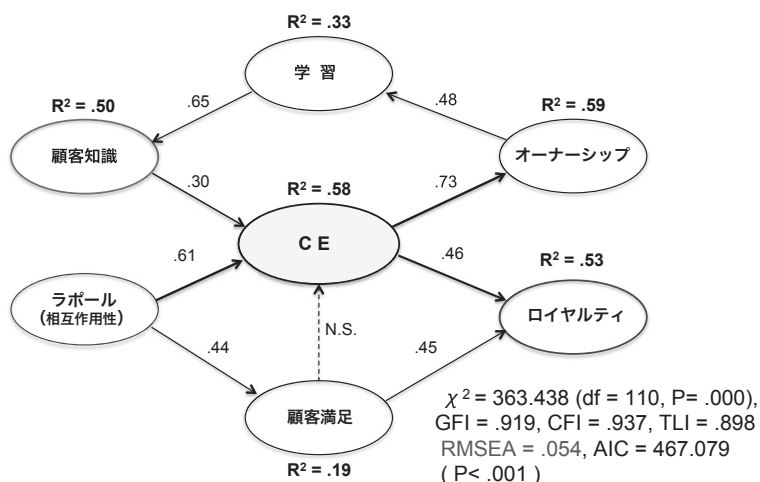 R² = .33
学 習
.65
.48
R² = .50
R² = .59
顧客知識
オーナーシップ
.30
R² = .58
.73
C E
.61
.46
R² = .53
ラポール
(相互作用性)
ロイヤルティ
N.S.
.44
.45
顧客満足
R² = .19
χ² = 363.438 (df = 110, P= .000),
GFI = .919, CFI = .937, TLI = .898
RMSEA = .054, AIC = 467.079
( P< .001 )